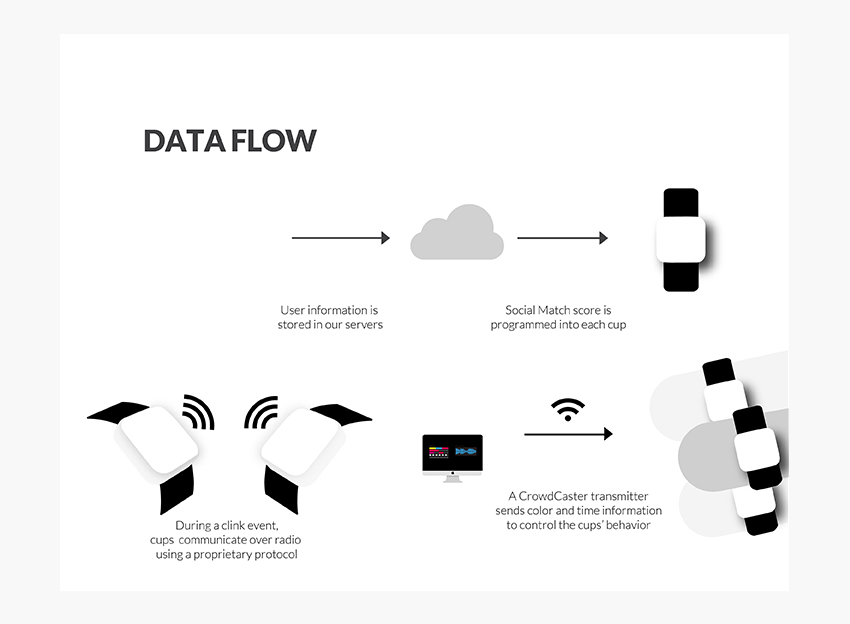 DATA FLOW
User information is
stored in our servers
Social Match score is
programmed into each cup
During a clink event,
cups communicate over radio
using a proprietary protocol
A CrowdCaster transmitter
sends color and time information
to control the cups' behavior